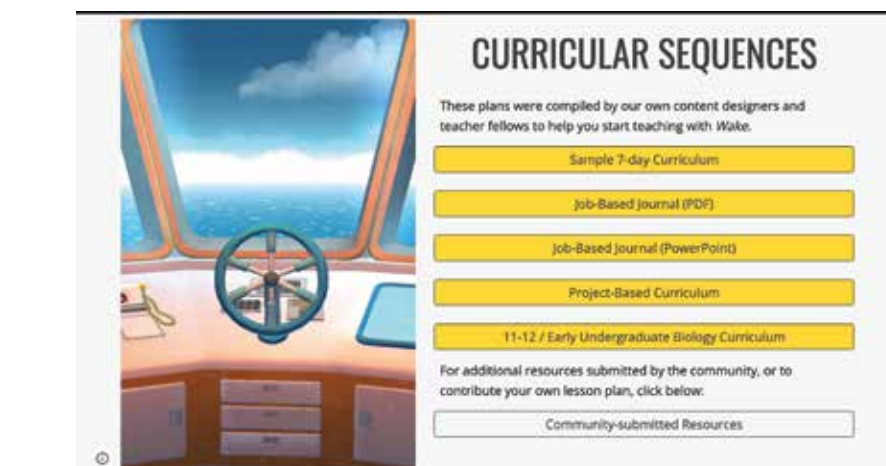 CURRICULAR SEQUENCES
These plans were compiled by our own content designers and
teacher fellows to help you start teaching with Wake.
Sample 7-day Curriculum
Job-Based Journal (PDF)
Job-Based Journal (PowerPoint)
Project-Based Curriculum
11-12 / Early Undergraduate Biology Curriculum
For additional resources submitted by the community, or to
contribute your own lesson plan, click below:
Community-submitted Resources